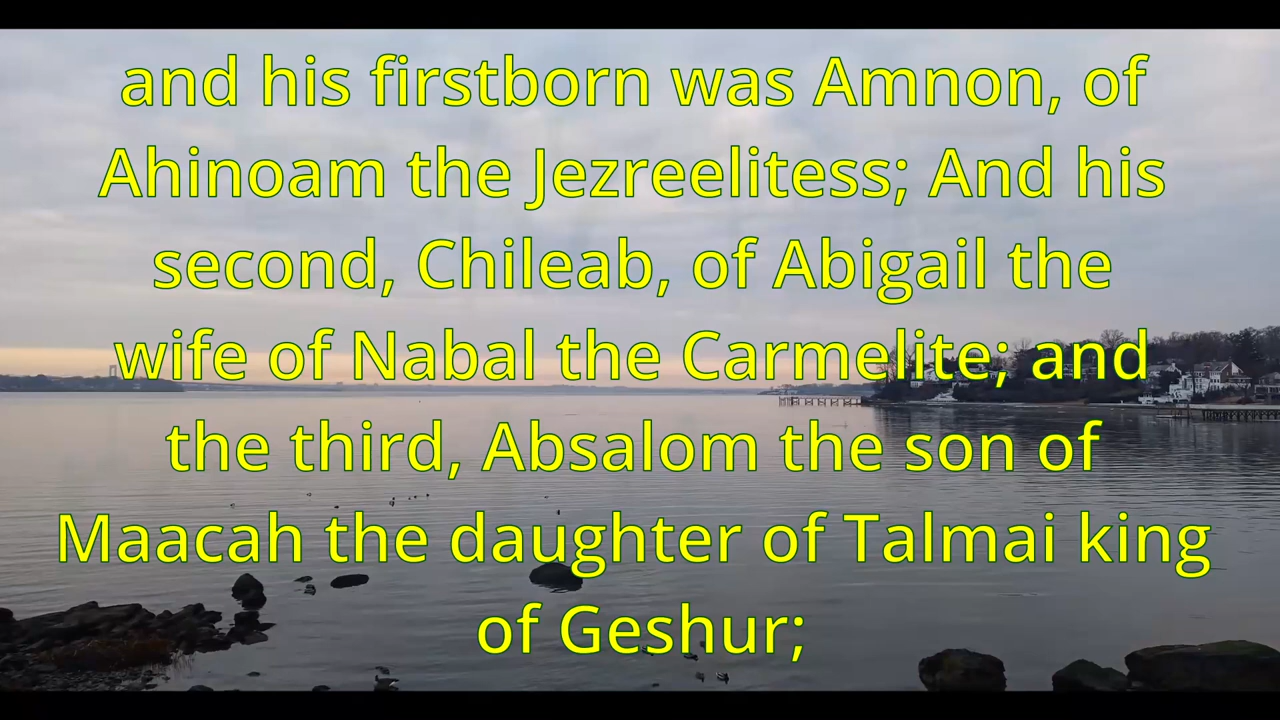 and his firstborn was Amnon, of
Ahinoam the Jezreelitess; And his
second, Chileab, of Abigail the
wife of Nabal the Carmelite; and
the third, Absalom the son of
Maacah the daughter of Talmai king
of Geshur;